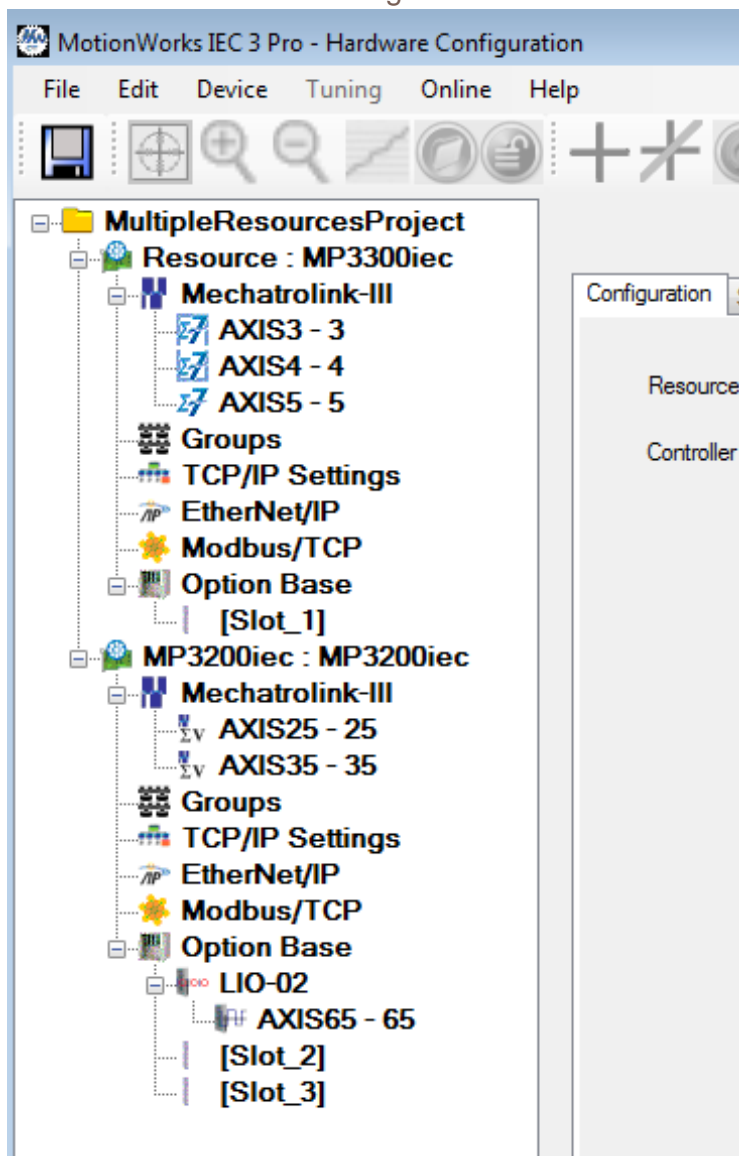 MotionWorks IEC 3 Pro - Hardware Configuration
File Edit Device Tuning Online Help
MultipleResourcesProject
Resource : MP3300iec
Mechatrolink-III
AXIS3 - 3
AXIS4 - 4
AXIS5 - 5
Groups
TCP/IP Settings
EtherNet/IP
Modbus/TCP
Option Base
[Slot_1]
MP3200iec : MP3200iec
Mechatrolink-III
AXIS25 - 25
AXIS35 - 35
Groups
TCP/IP Settings
EtherNet/IP
Modbus/TCP
Option Base
LIO-02
AXIS65 - 65
[Slot_2]
[Slot_3]
Configuration
Resource
Controller